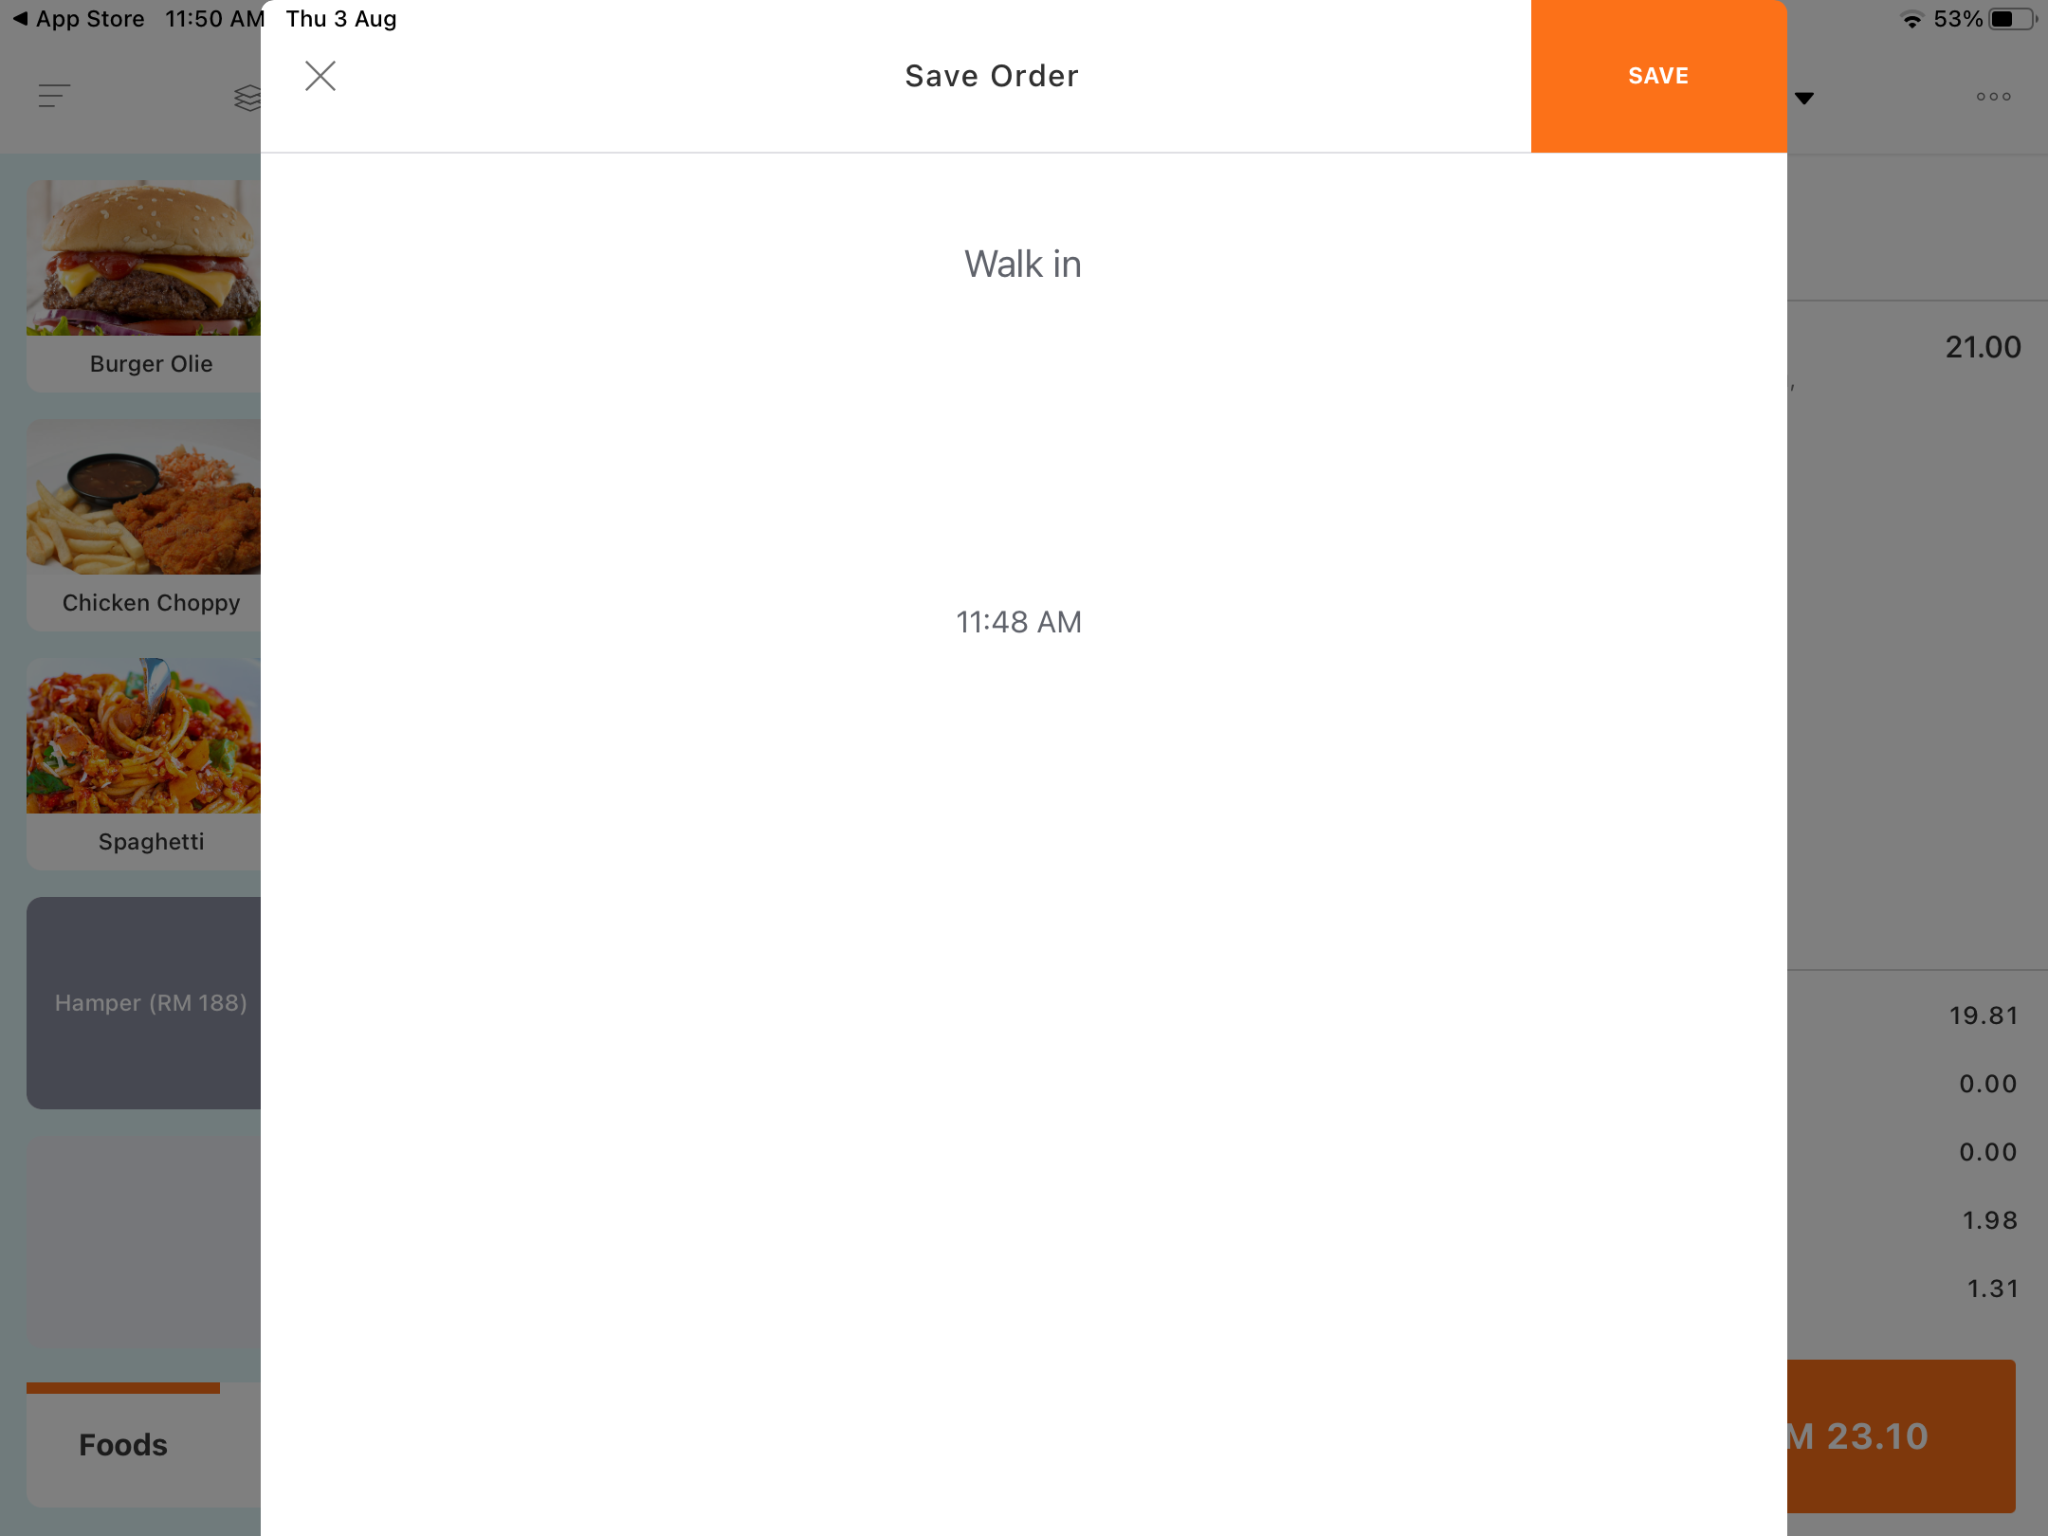 App Store 11:50 AM Thu 3 Aug
53%
Save Order
SAVE
Walk in
11:48 AM
Burger Olie
Chicken Choppy
Spaghetti
Hamper (RM 188)
Foods
21.00
,
19.81
0.00
0.00
1.98
1.31
M 23.10